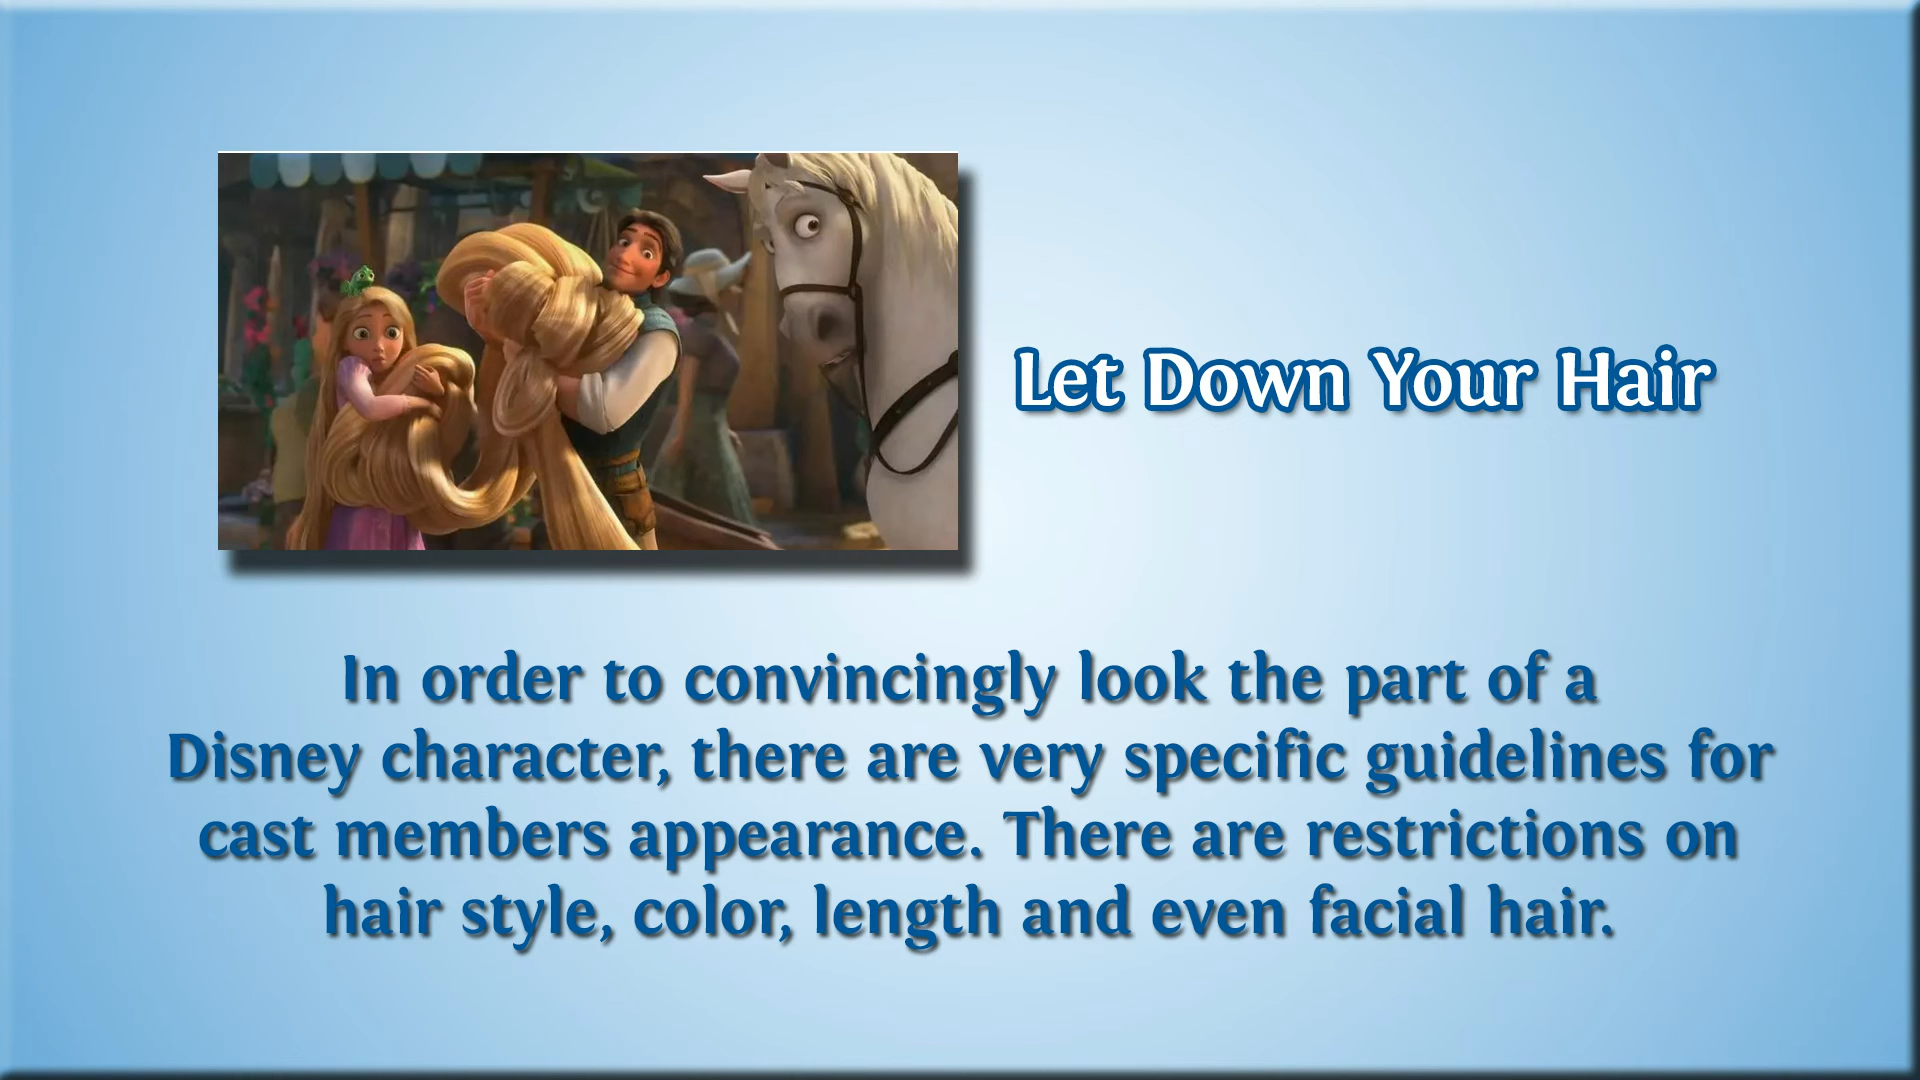 Let Down Your Hair
In order to convincingly look the part of a
Disney character, there are very specific guidelines for
cast members appearance. There are restrictions on
hair style, color, length and even facial hair.